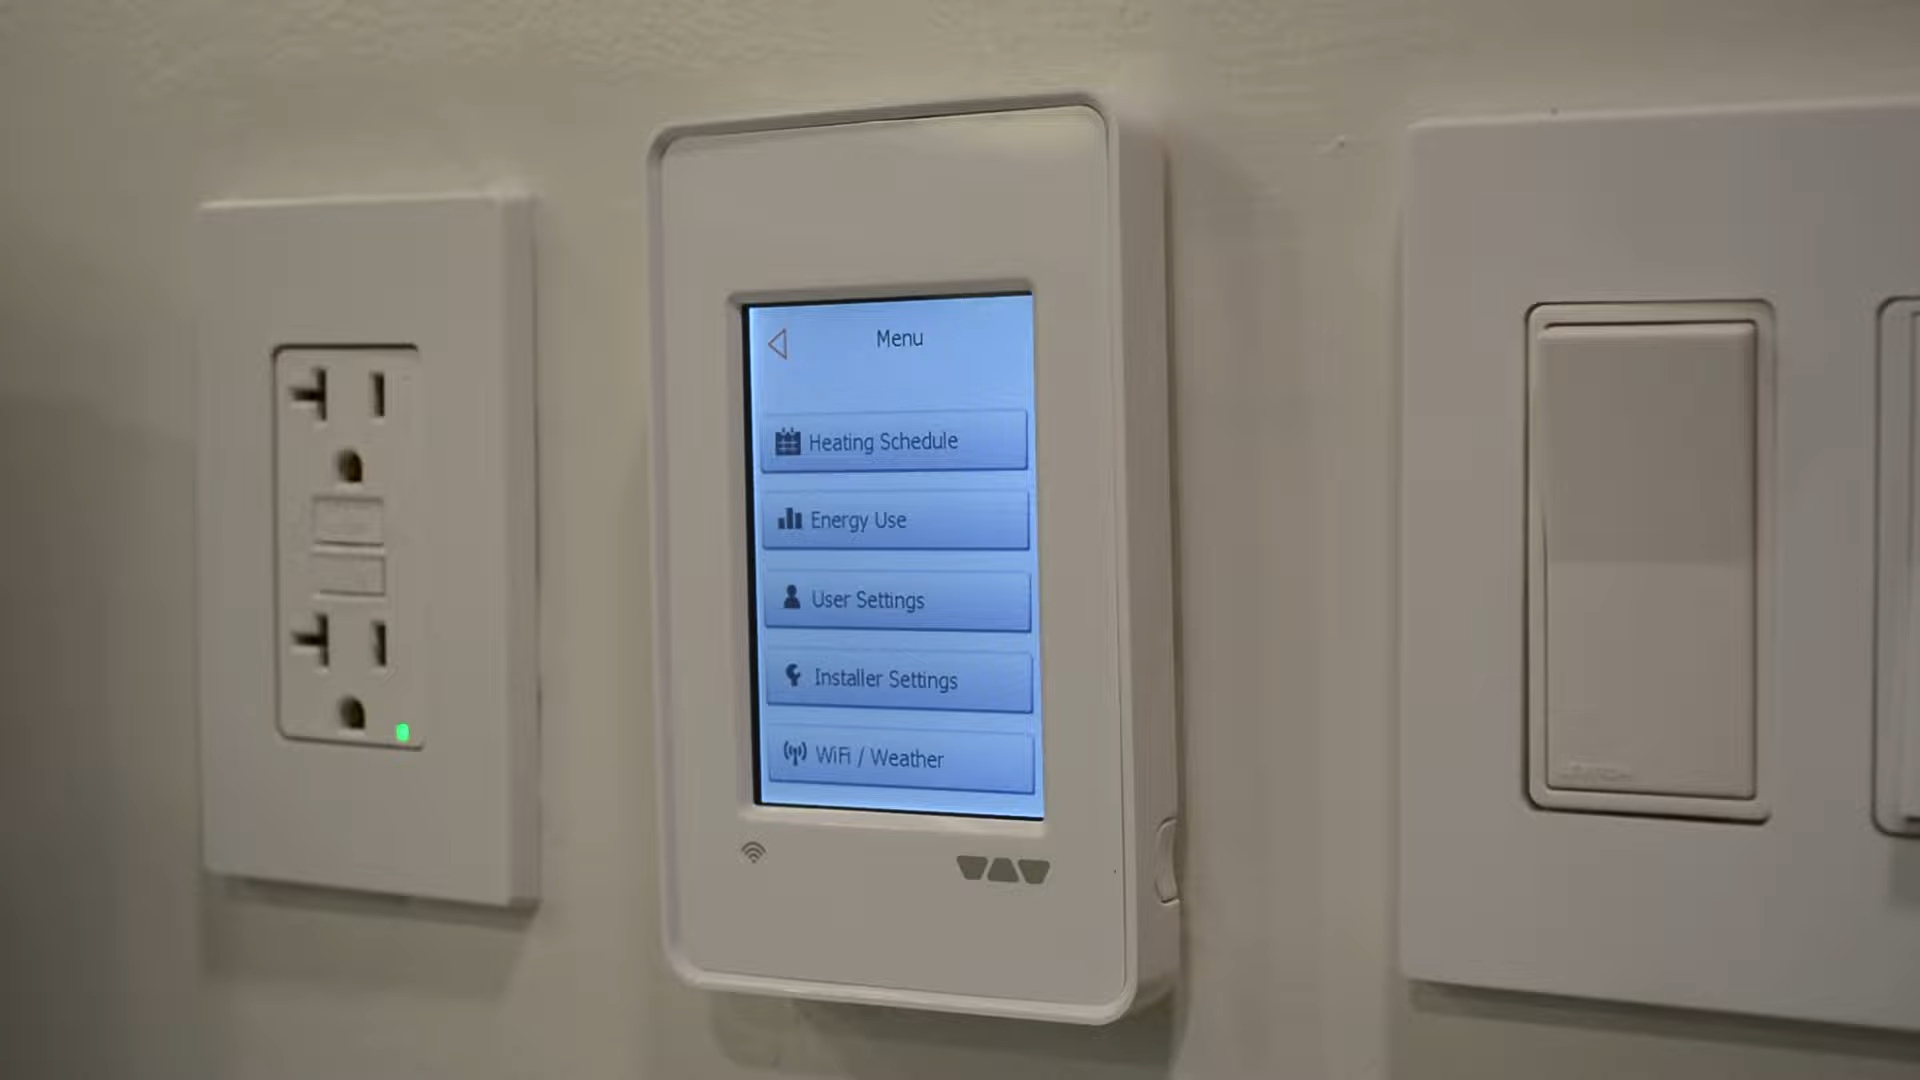 Menu
Heating Schedule
Energy Use
User Settings
Installer Settings
WiFi / Weather